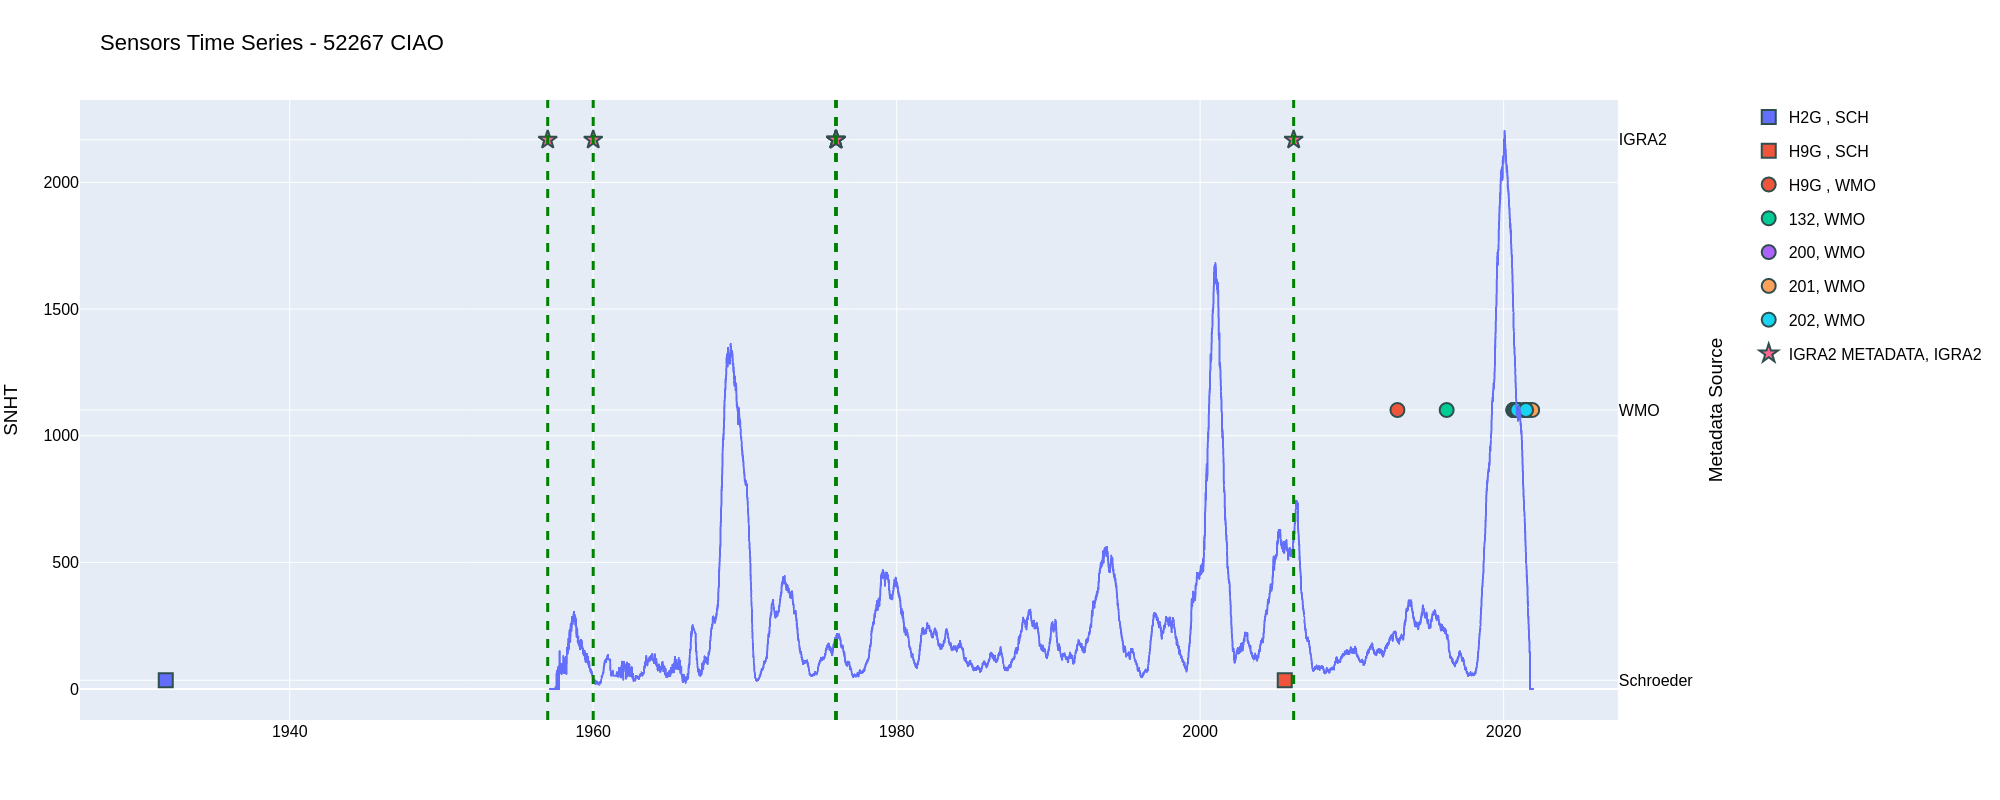 Sensors Time Series - 52267 CIAO
SNHT
2000
1500
1000
500
0
1940
1960
1980
2000
2020
IGRA2
WMO
Schroeder
Metadata Source
H2G , SCH
H9G , SCH
H9G , WMO
132, WMO
200, WMO
201, WMO
202, WMO
IGRA2 METADATA, IGRA2